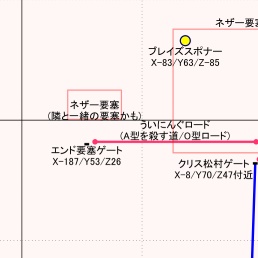 ネザー要
ブレイズスポナー
X-83/Y63/Z-85
ネザー要塞
(隣と一緒の要塞かも)
ういにんぐロード
(A型を殺す道/O型ロード)
エンド要塞ゲート
X-187/Y53/Z26
クリス松村ゲート
X-8/Y70/Z47付近